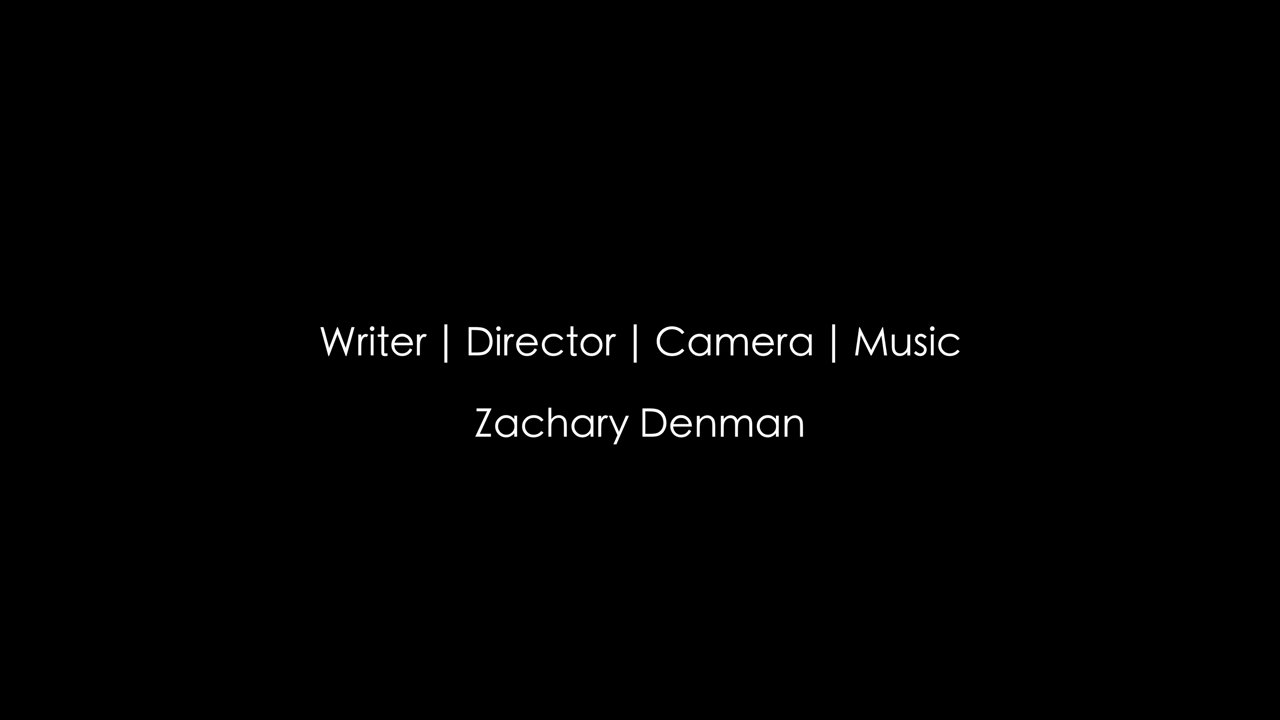 Writer | Director | Camera | Music
Zachary Denman